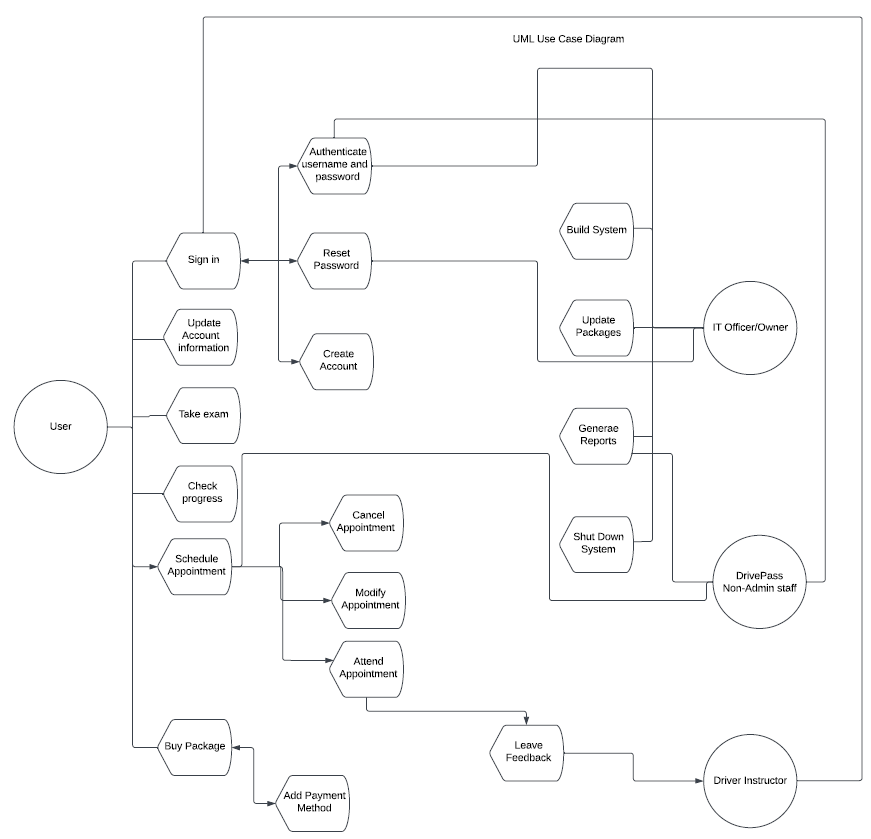 UML Use Case Diagram
Authenticate
username and
password
Build System
Sign in
Reset
Password
Update
Account
information
Update
Packages
IT Officer/Owner
Create
Account
Take exam
User
Generae
Reports
Check
progress
Cancel
Appointment
Shut Down
System
Schedule
Appointment
DrivePass
Non-Admin staff
Modify
Appointment
Attend
Appointment
Buy Package
Leave
Feedback
Driver Instructor
Add Payment
Method